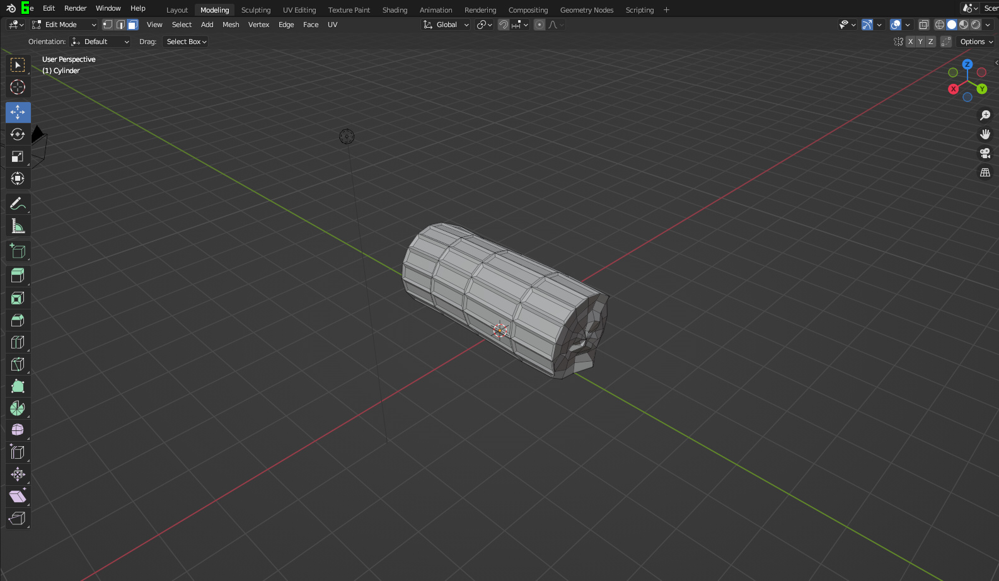 6e Edit Render Window Help Layout Modeling Sculpting UV Editing Texture Paint Shading Animation Rendering Compositing Geometry Nodes Scripting + Scer
Edit Mode View Select Add Mesh Vertex Edge Face UV Global
Orientation: Default Drag: Select Box X Y Z Options
User Perspective
(1) Cylinder
Z
X Y